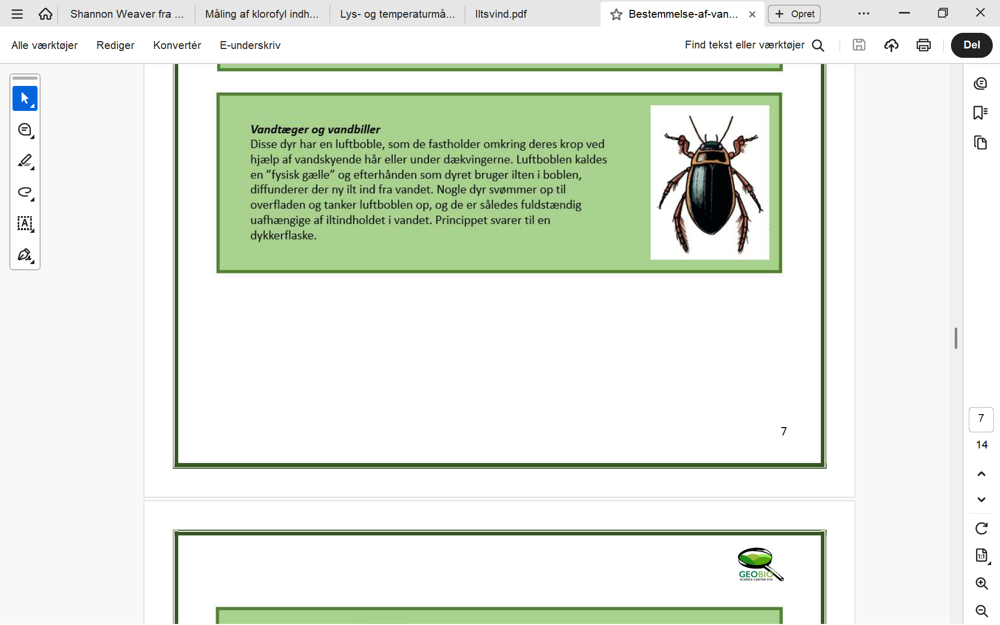 Shannon Weaver fra ...
Måling af klorofyl indh...
Lys- og temperaturmå...
Iltsvind.pdf
Bestemmelse-af-van...
Opret
Alle værktøjer
Rediger
Konvertér
E-underskriv
Find tekst eller værktøjer
Del
Vandtæger og vandbiller
Disse dyr har en luftboble, som de fastholder omkring deres krop ved
hjælp af vandskyende hår eller under dækvingerne. Luftboblen kaldes
en ”fysisk gælle” og efterhånden som dyret bruger ilten i boblen,
diffunderer der ny ilt ind fra vandet. Nogle dyr svømmer op til
overfladen og tanker luftboblen op, og de er således fuldstændig
uafhængige af iltindholdet i vandet. Princippet svarer til en
dykkerflaske.
7
7
14
1:1
GEOBIO
SCIENCE CENTER SYD